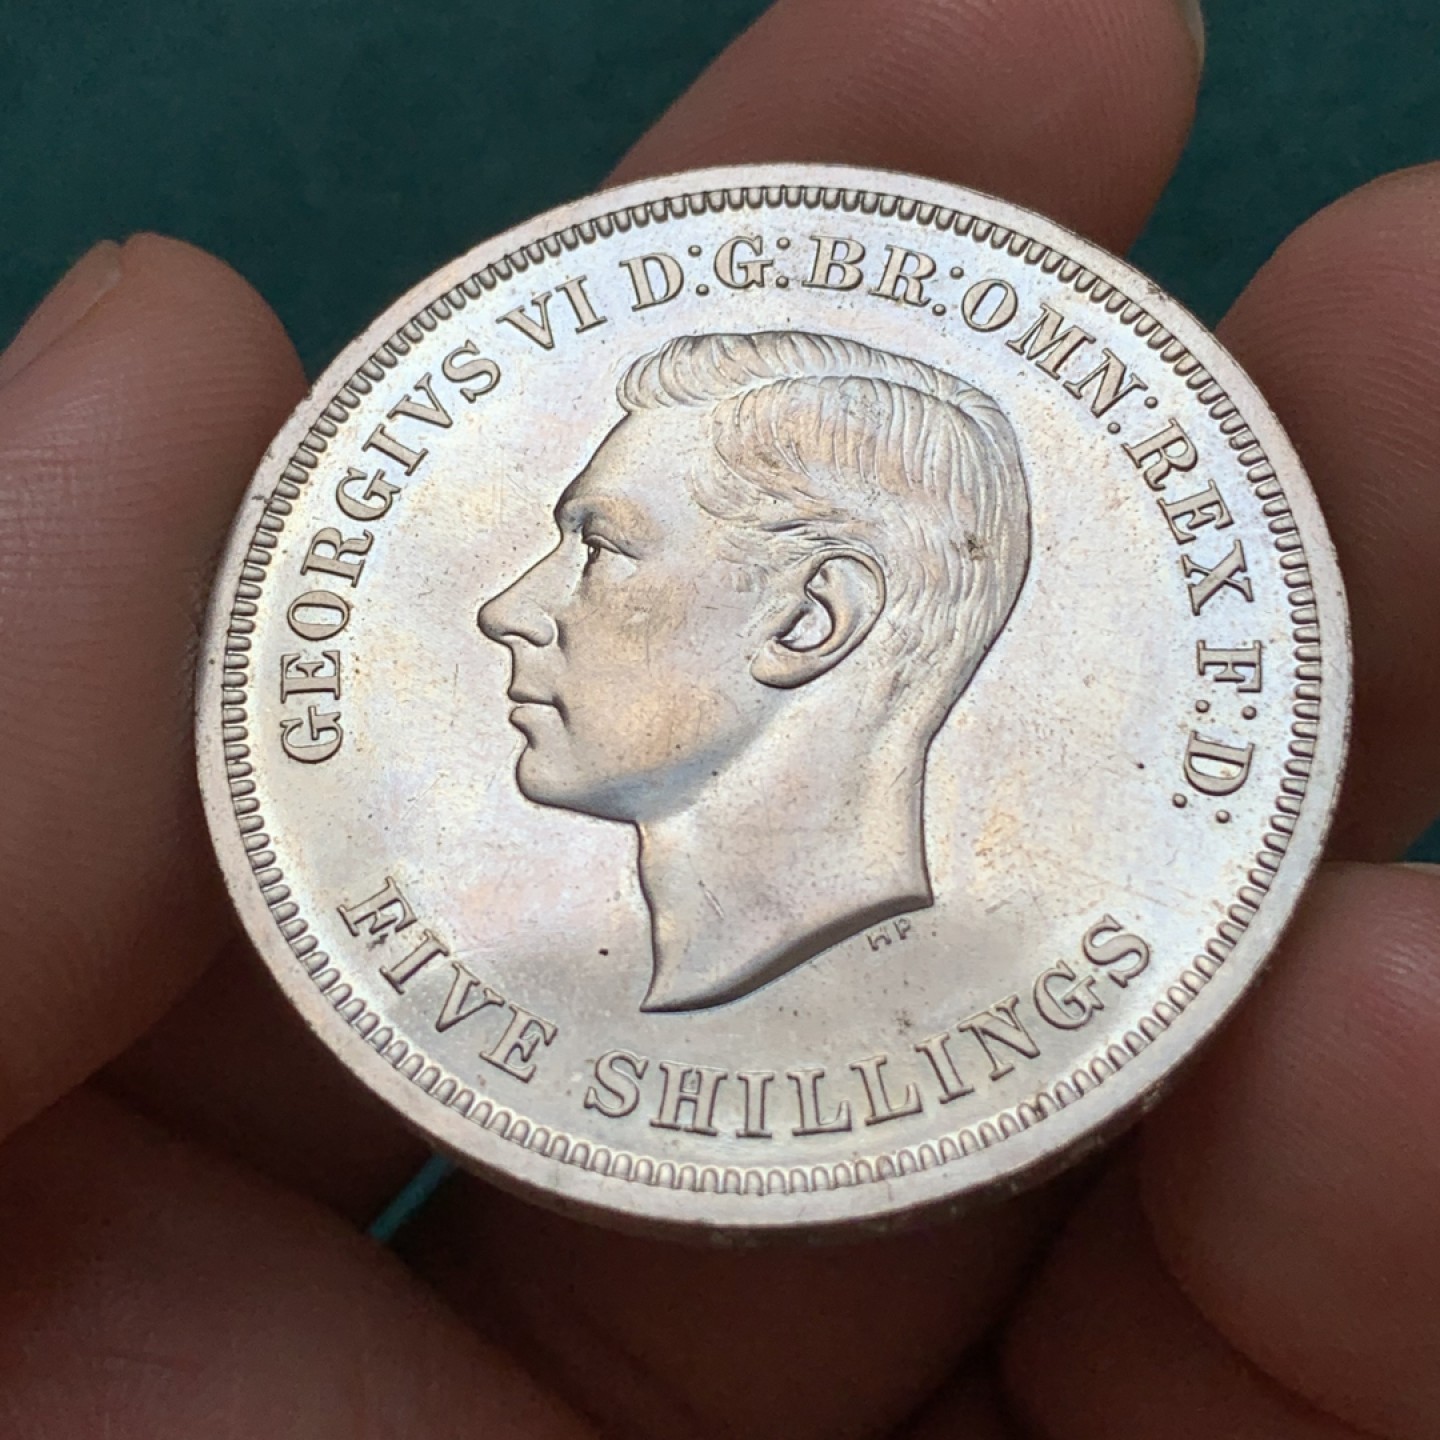 GEORGIVS VI D:G:BR:OMN:REX F:D:
HP
FIVE SHILLINGS